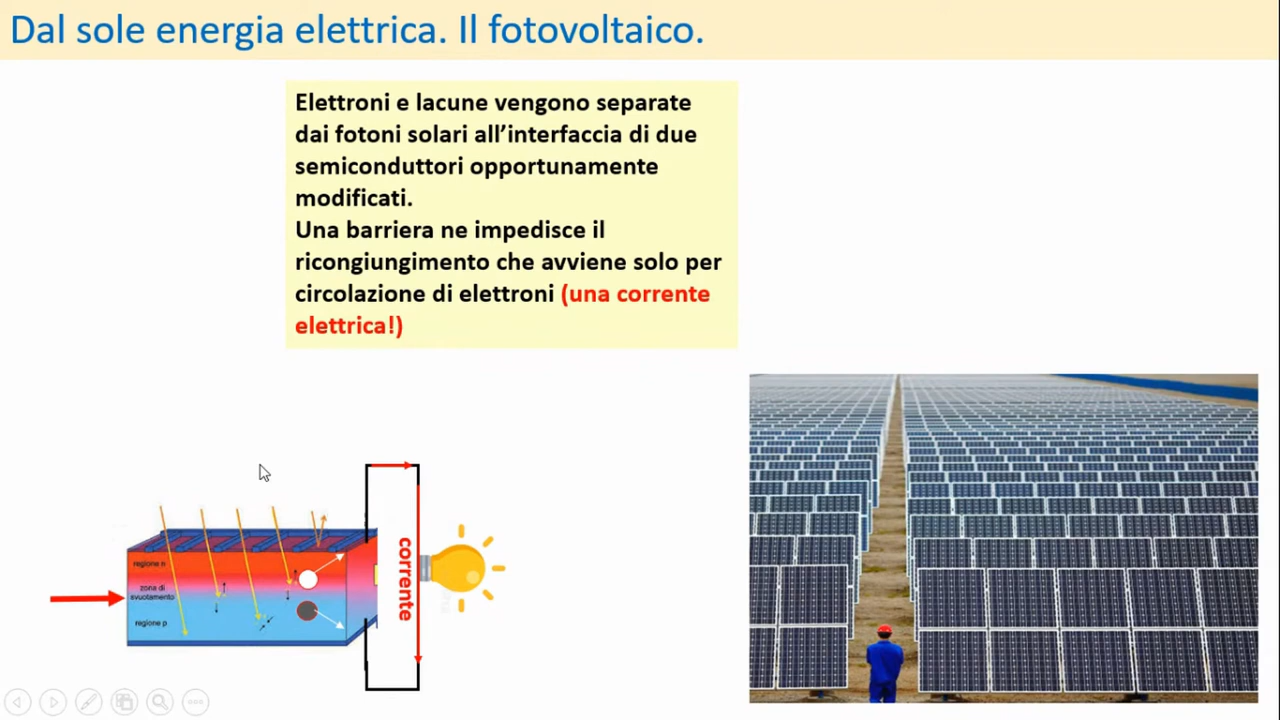 Dal sole energia elettrica. Il fotovoltaico.
Elettroni e lacune vengono separate
dai fotoni solari all’interfaccia di due
semiconduttori opportunamente
modificati.
Una barriera ne impedisce il
ricongiungimento che avviene solo per
circolazione di elettroni (una corrente
elettrica!)
regione n
zona di
svuotamento
regione p
corrente